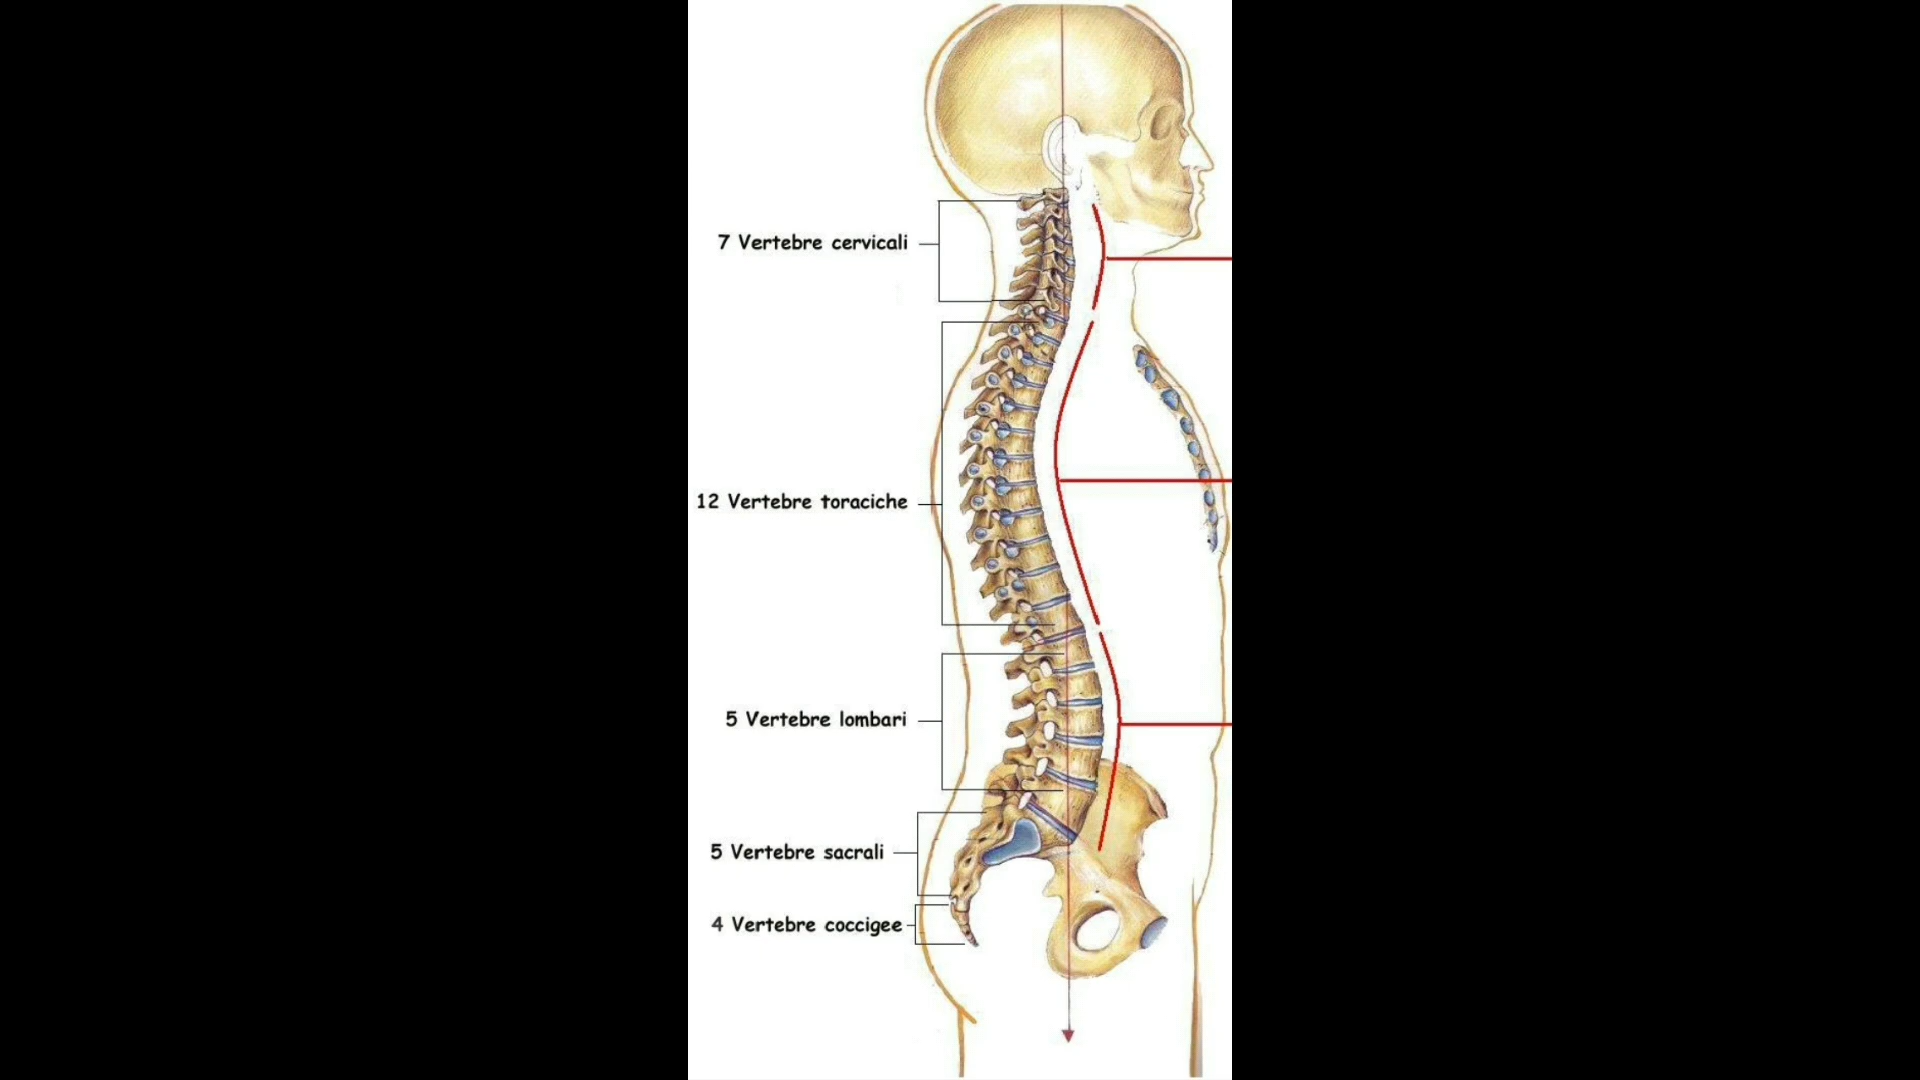 7 Vertebre cervicali
12 Vertebre toraciche
5 Vertebre lombari
5 Vertebre sacrali
4 Vertebre coccigee